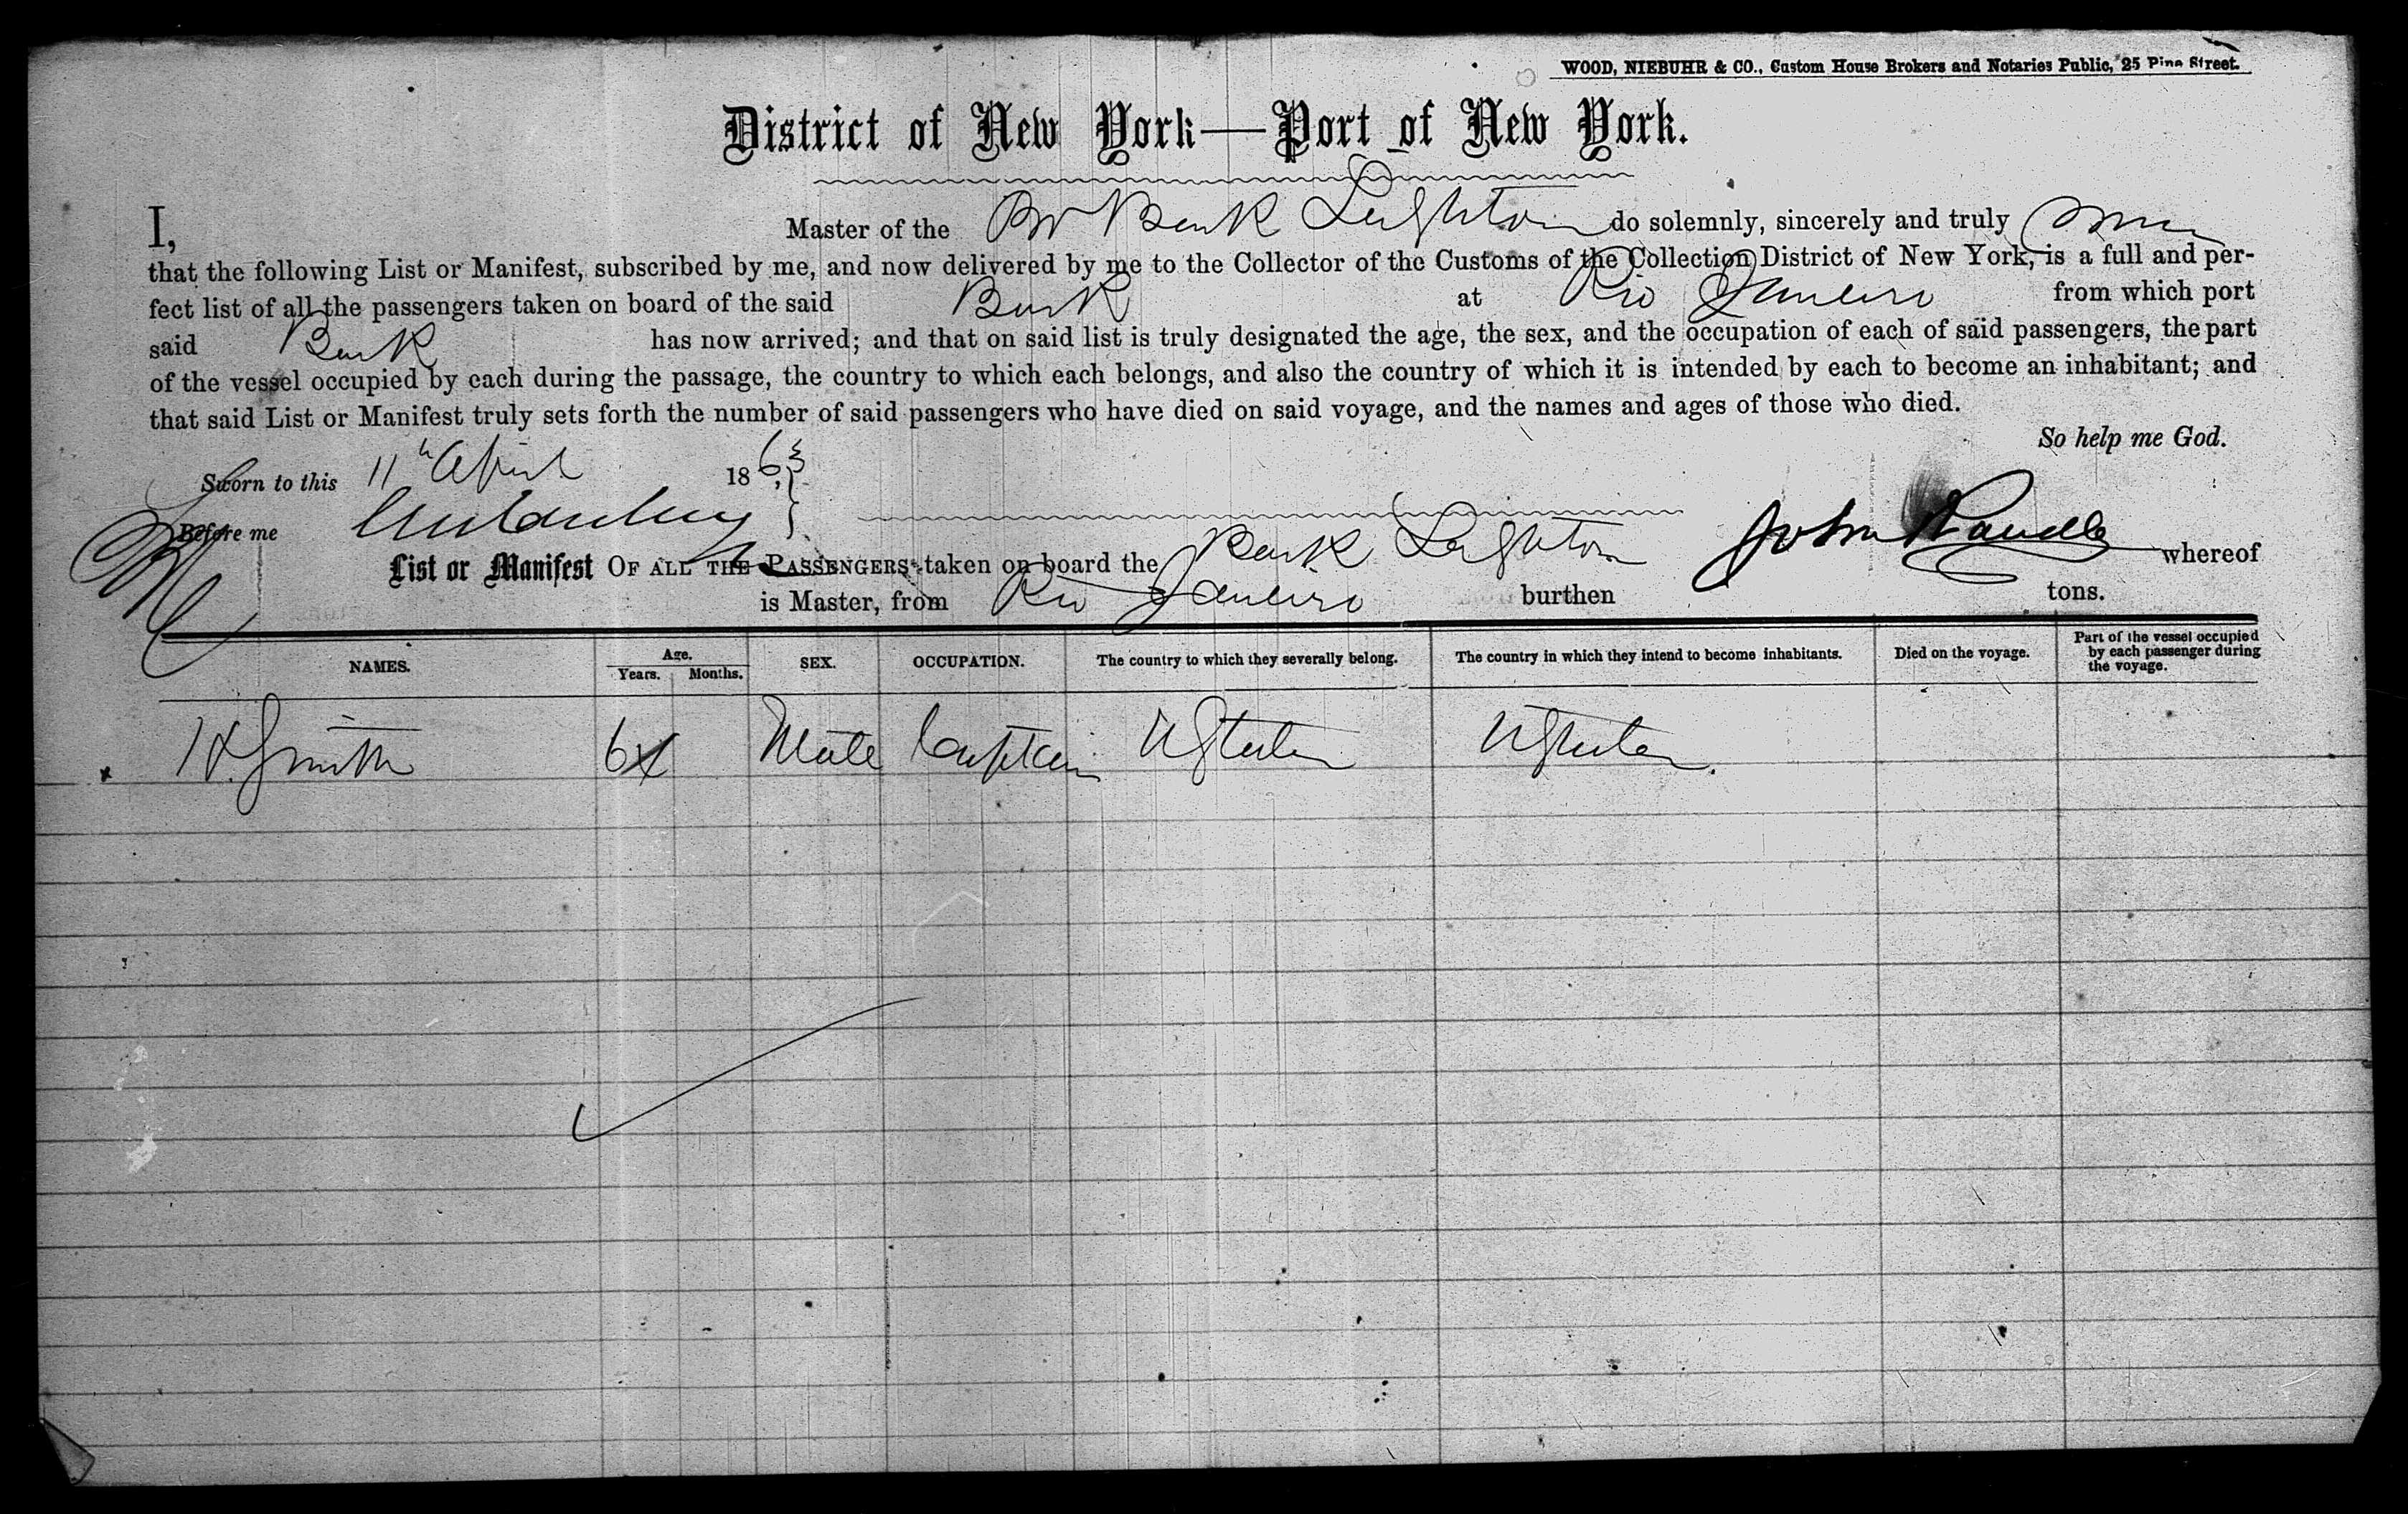 WOOD, NIEBUHR & CO., Custom House Brokers and Notaries Public, 25 Pine Street.
District of New York—Port of New York.
I, Master of the Br Bark Leighton do solemnly, sincerely and truly swear
that the following List or Manifest, subscribed by me, and now delivered by me to the Collector of the Customs of the Collection District of New York, is a full and per-
fect list of all the passengers taken on board of the said Bark at Rio Janeiro from which port
said Bark has now arrived; and that on said list is truly designated the age, the sex, and the occupation of each of said passengers, the part
of the vessel occupied by each during the passage, the country to which each belongs, and also the country of which it is intended by each to become an inhabitant; and
that said List or Manifest truly sets forth the number of said passengers who have died on said voyage, and the names and ages of those who died.
So help me God.
Sworn to this 11th April 186
Before me
List or Manifest OF ALL THE PASSENGERS taken on board the Bark Leighton John whereof
is Master, from Rio Janeiro burthen tons.
NAMES. Age. Years. Months. SEX. OCCUPATION. The country to which they severally belong. The country in which they intend to become inhabitants. Died on the voyage. Part of the vessel occupied by each passenger during the voyage.
H. Smith Male Captain U States U States.